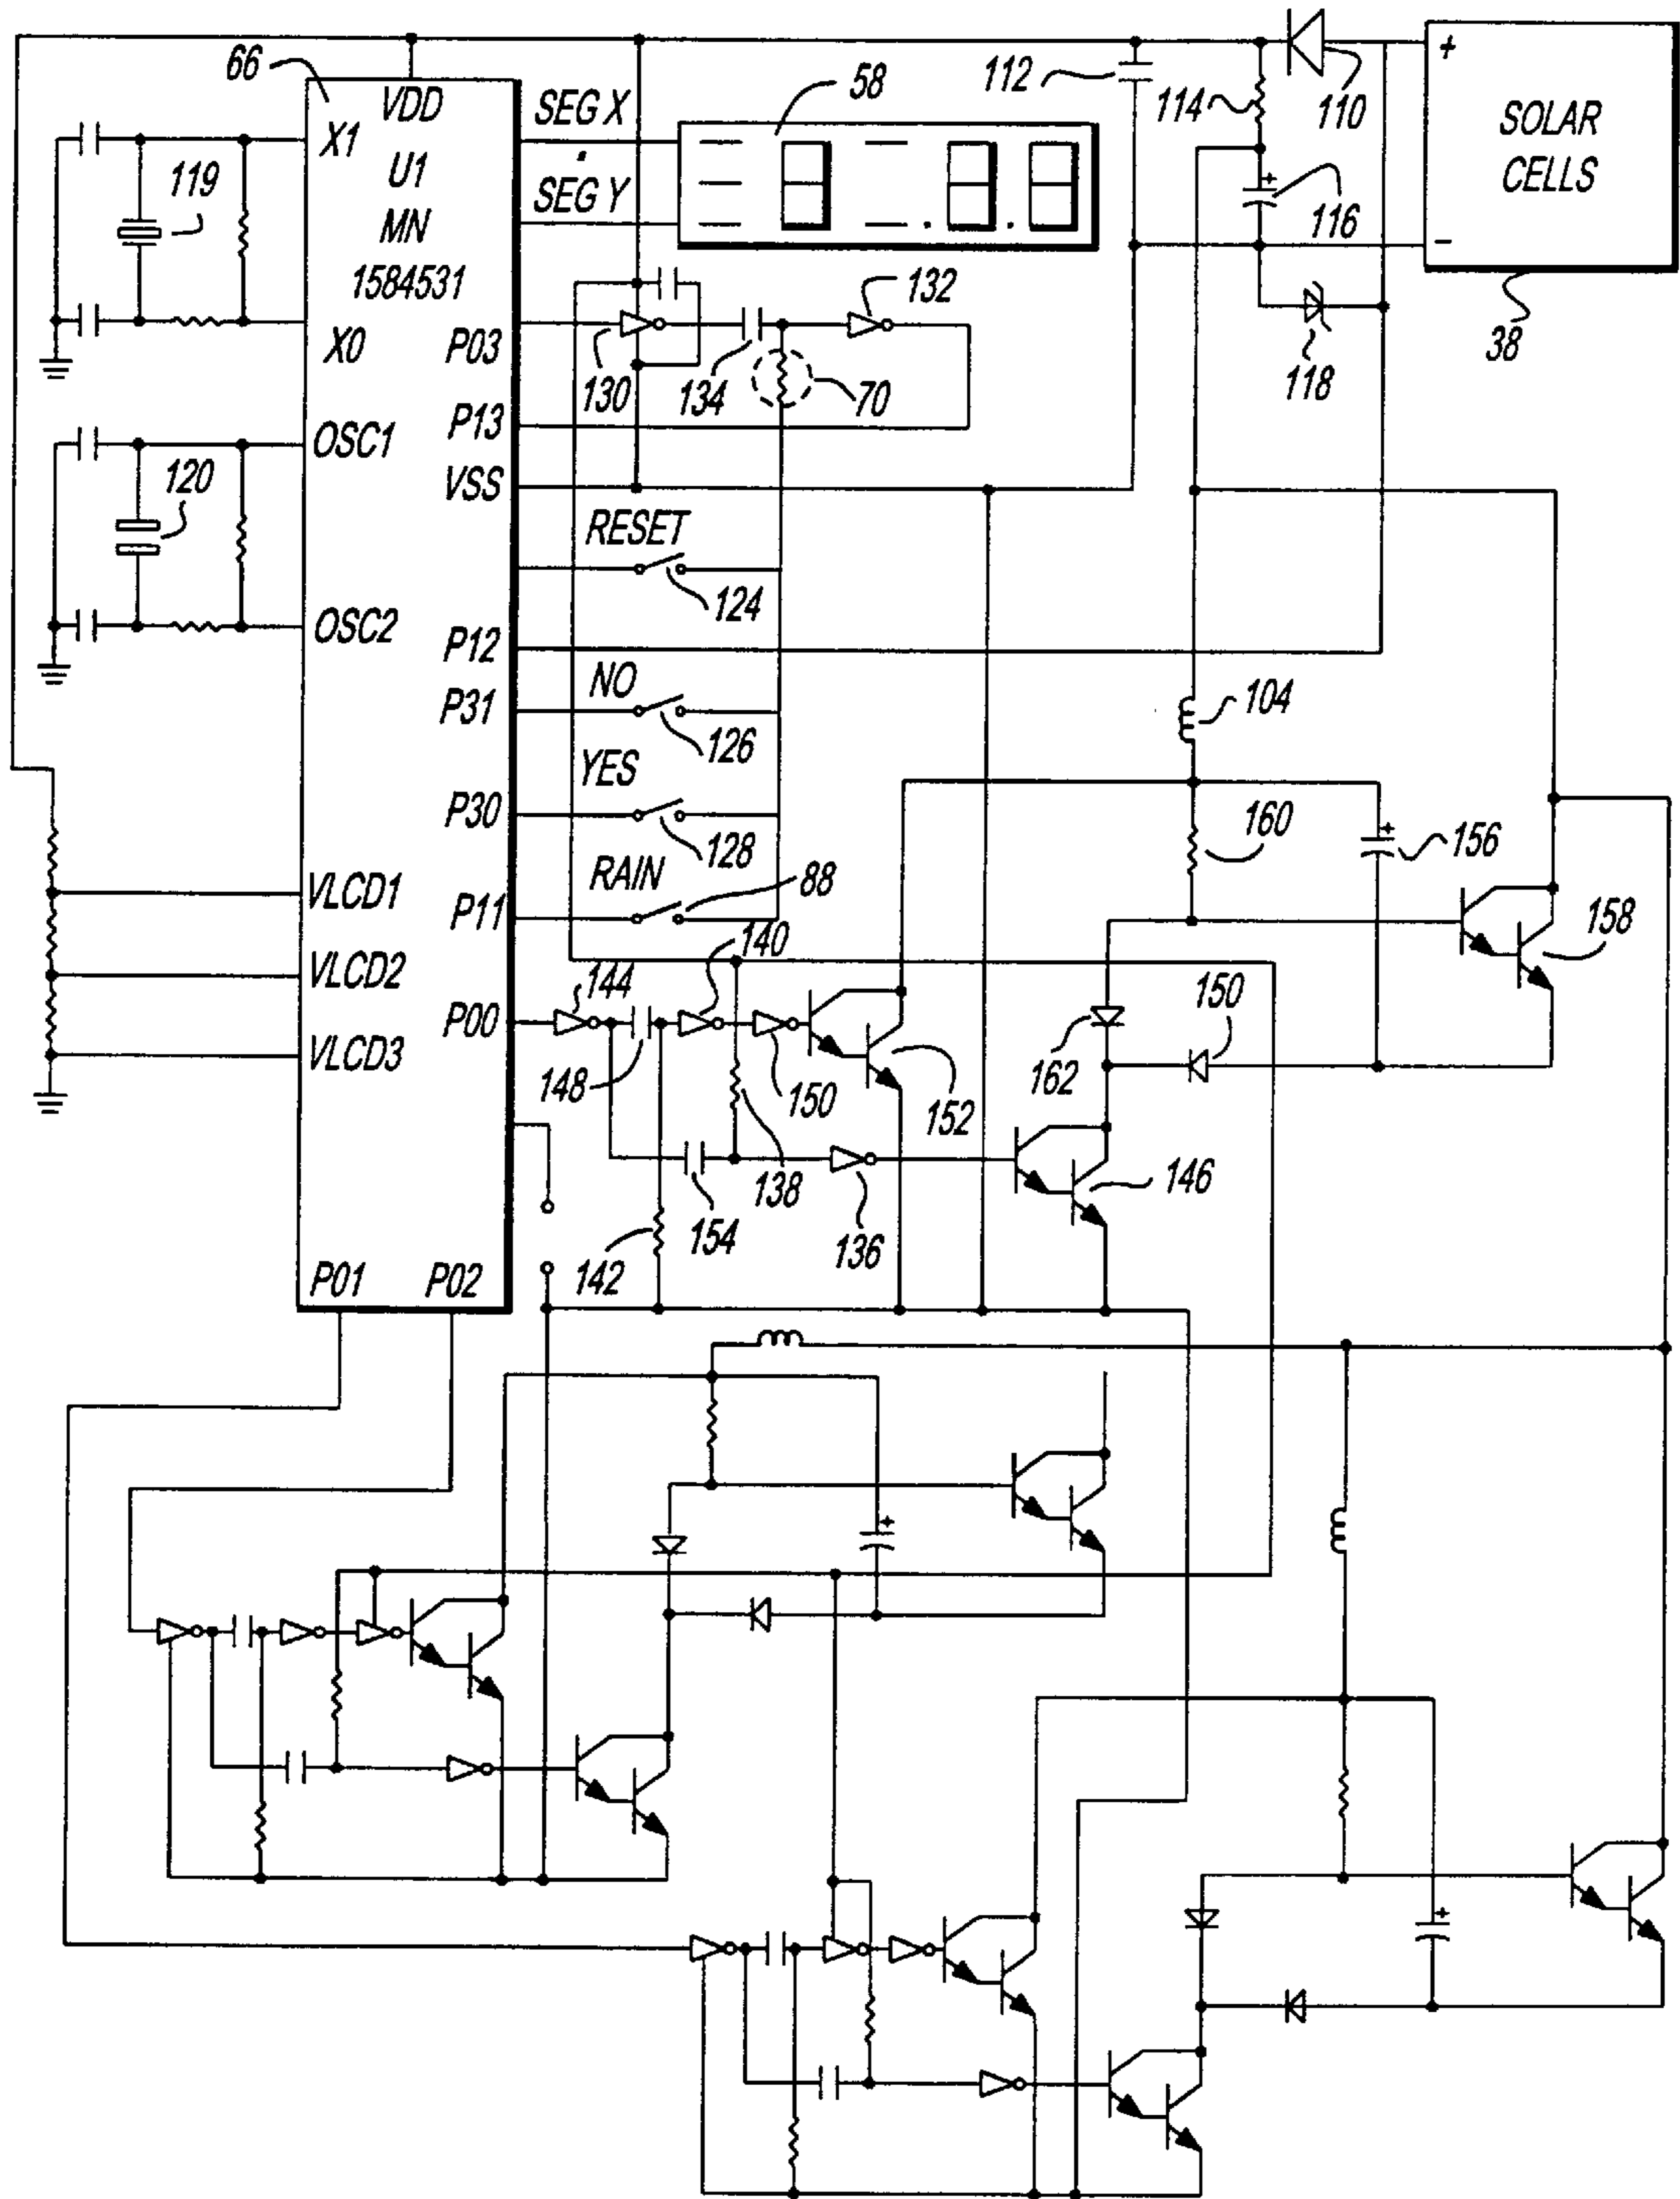 66
VDD
X1
U1
MN
1584531
X0
P03
P13
OSC1
VSS
OSC2
P12
P31
P30
VLCD1
P11
VLCD2
P00
VLCD3
P01 P02
119
120
SEG X
SEG Y
58
112
114
110
+
SOLAR
CELLS
-
38
+
116
118
132
130
134
70
RESET
124
NO
126
YES
128
RAIN
88
104
160
+
156
158
140
144
148
150
152
162
150
138
154
142
136
146
+
+